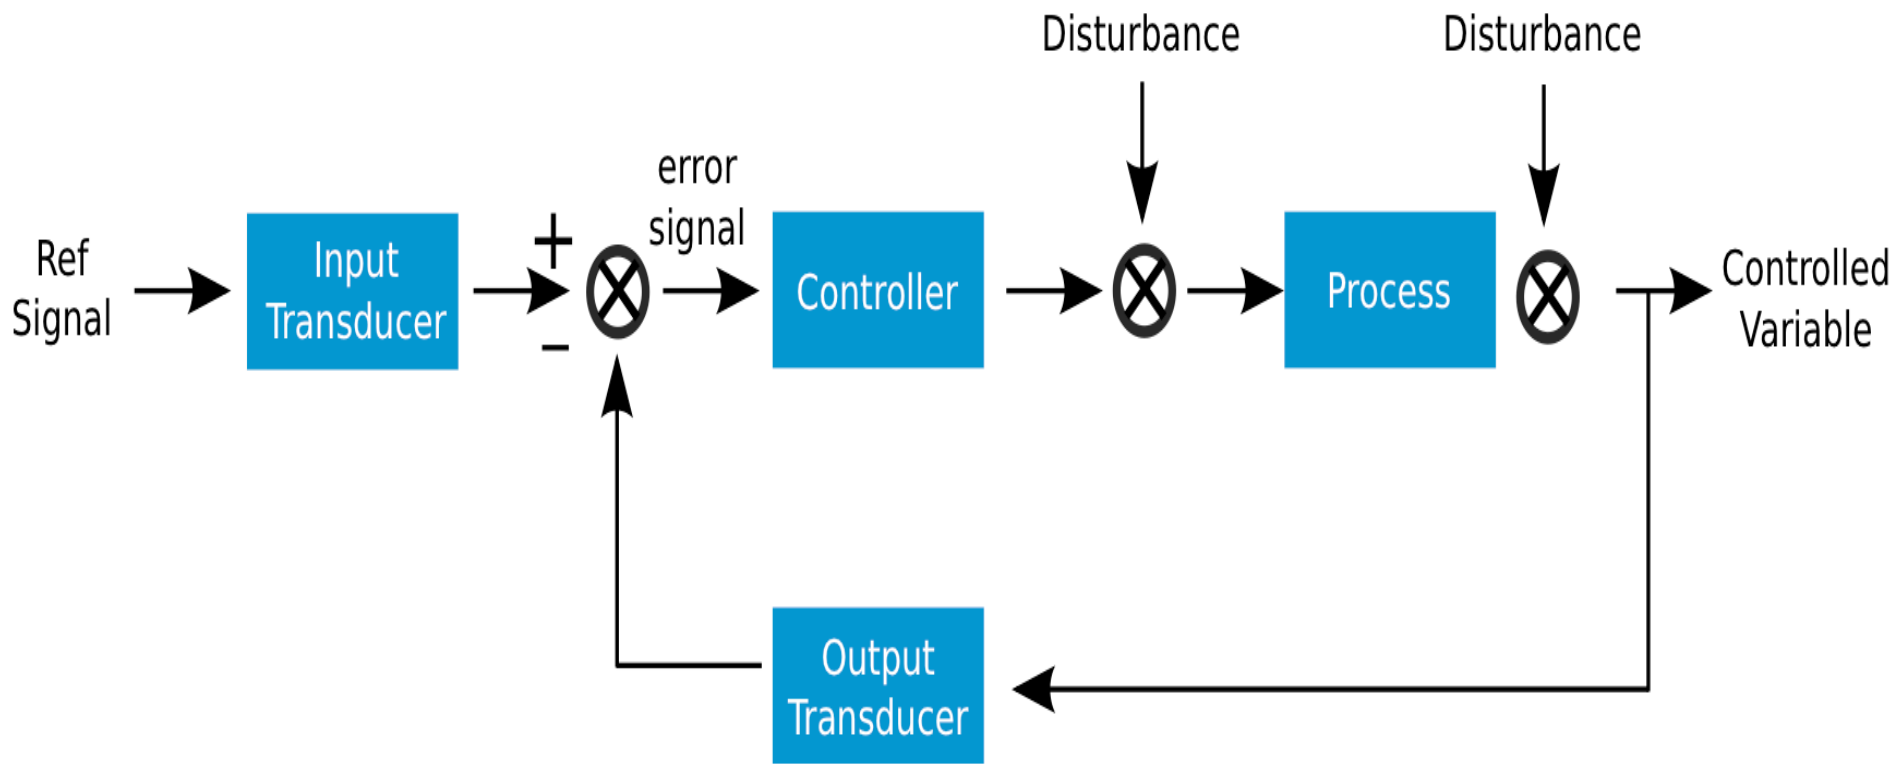 Disturbance
Disturbance
error
signal
Ref
Signal
Input
Transducer
+
–
Controller
Process
Controlled
Variable
Output
Transducer